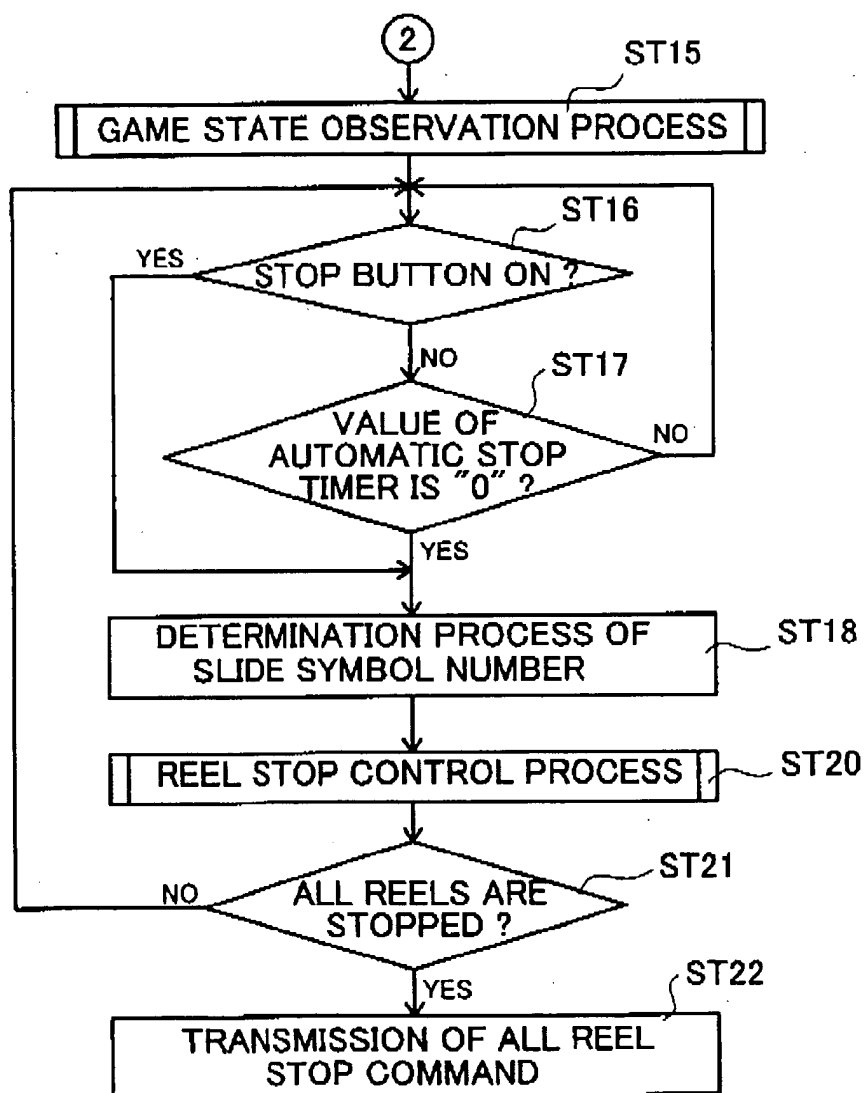 2
ST15
GAME STATE OBSERVATION PROCESS
ST16
YES
STOP BUTTON ON ?
NO
ST17
VALUE OF
AUTOMATIC STOP
TIMER IS "0" ?
NO
YES
DETERMINATION PROCESS OF
SLIDE SYMBOL NUMBER
ST18
REEL STOP CONTROL PROCESS
ST20
ST21
NO
ALL REELS ARE
STOPPED ?
YES
ST22
TRANSMISSION OF ALL REEL
STOP COMMAND